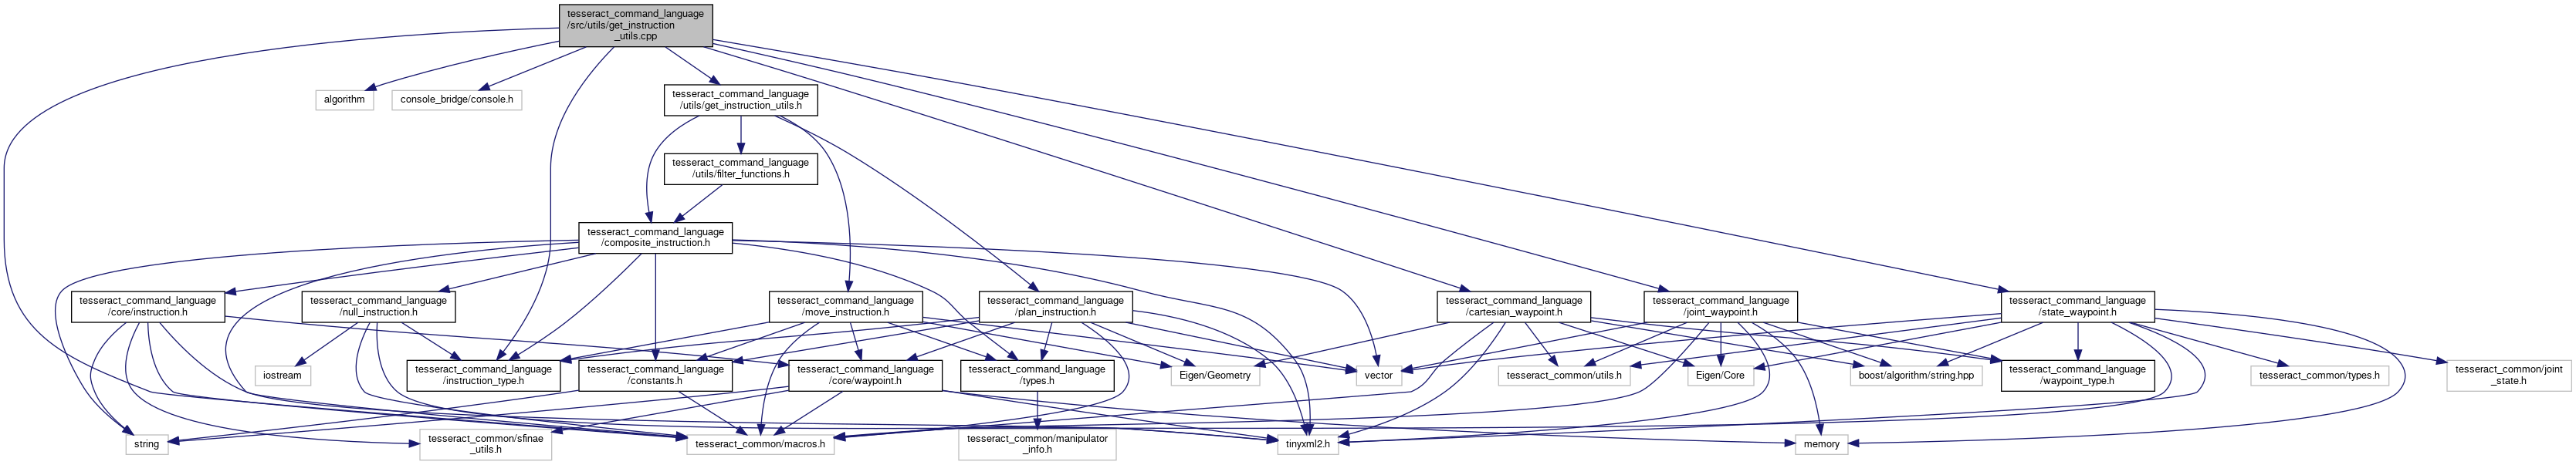 tesseract_command_language
/src/utils/get_instruction
_utils.cpp
algorithm
console_bridge/console.h
tesseract_command_language
/utils/get_instruction_utils.h
tesseract_command_language
/utils/filter_functions.h
tesseract_command_language
/composite_instruction.h
tesseract_command_language
/core/instruction.h
tesseract_command_language
/null_instruction.h
tesseract_command_language
/move_instruction.h
tesseract_command_language
/plan_instruction.h
tesseract_command_language
/cartesian_waypoint.h
tesseract_command_language
/joint_waypoint.h
tesseract_command_language
/state_waypoint.h
iostream
tesseract_command_language
/instruction_type.h
tesseract_command_language
/constants.h
tesseract_command_language
/core/waypoint.h
tesseract_command_language
/types.h
Eigen/Geometry
vector
tesseract_common/utils.h
Eigen/Core
boost/algorithm/string.hpp
tesseract_command_language
/waypoint_type.h
tesseract_common/types.h
tesseract_common/joint
_state.h
string
tesseract_common/sfinae
_utils.h
tesseract_common/macros.h
tesseract_common/manipulator
_info.h
tinyxml2.h
memory